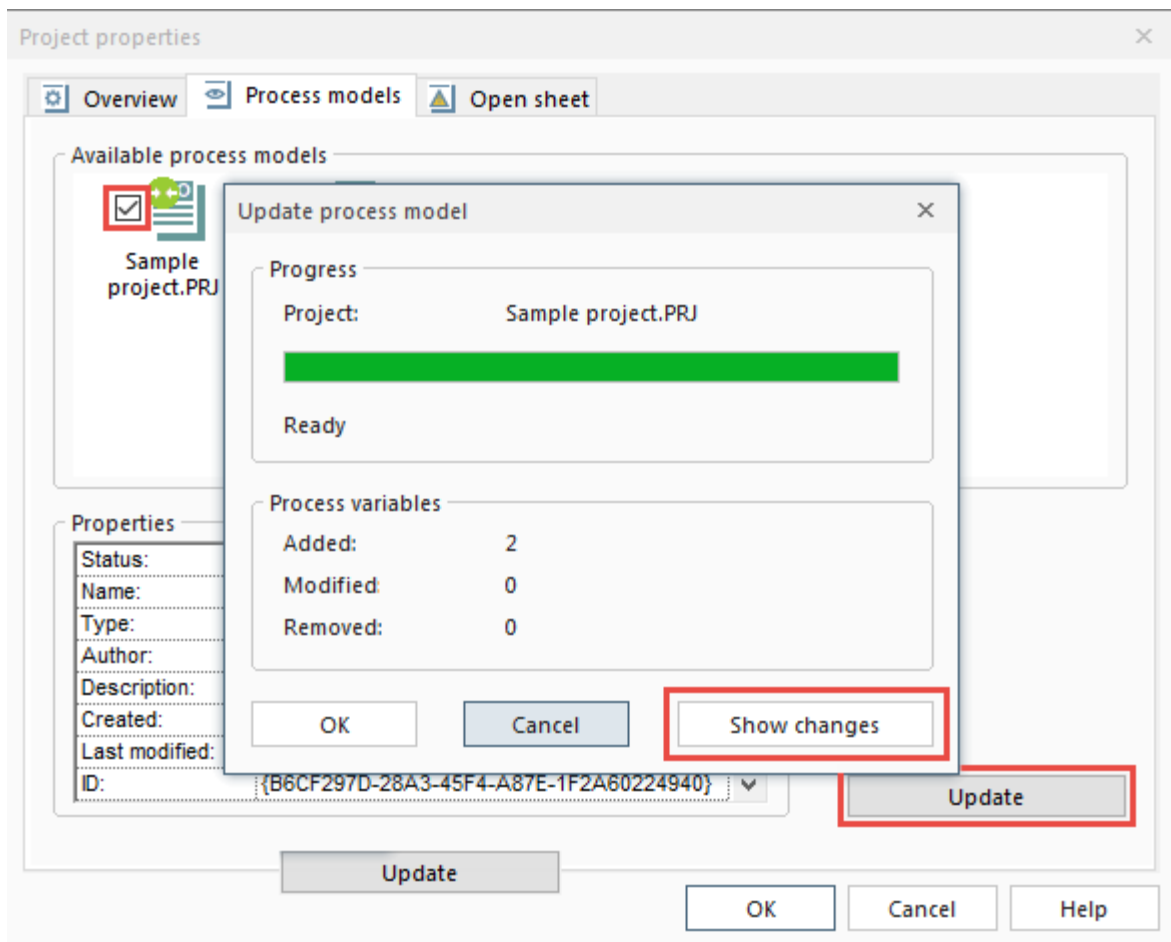 Project properties
Overview
Process models
Open sheet
Available process models
Sample
project.PRJ
Update process model
Progress
Project: Sample project.PRJ
Ready
Process variables
Added: 2
Modified: 0
Removed: 0
OK
Cancel
Show changes
Properties
Status:
Name:
Type:
Author:
Description:
Created:
Last modified:
ID: {B6CF297D-28A3-45F4-A87E-1F2A60224940}
Update
Update
OK
Cancel
Help